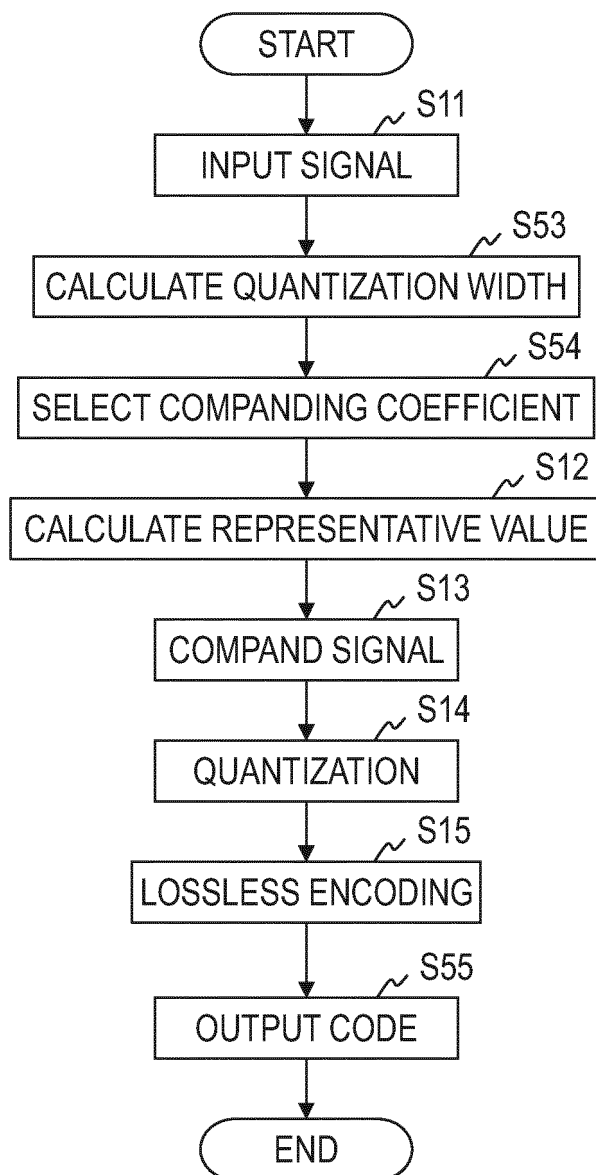 START
S11
INPUT SIGNAL
S53
CALCULATE QUANTIZATION WIDTH
S54
SELECT COMPANDING COEFFICIENT
S12
CALCULATE REPRESENTATIVE VALUE
S13
COMPAND SIGNAL
S14
QUANTIZATION
S15
LOSSLESS ENCODING
S55
OUTPUT CODE
END